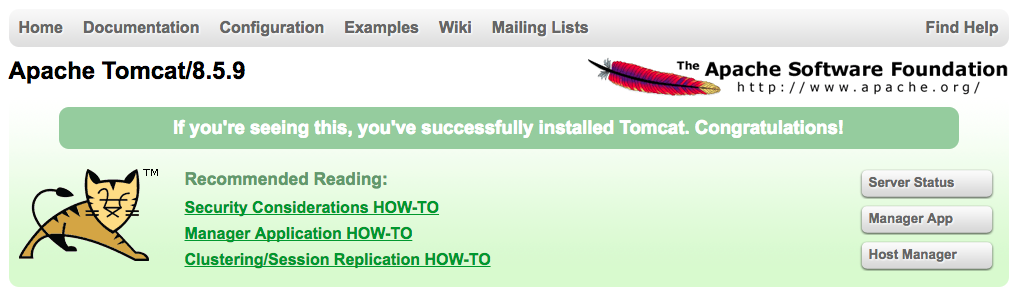 Home Documentation Configuration Examples Wiki Mailing Lists Find Help
Apache Tomcat/8.5.9
The Apache Software Foundation
http://www.apache.org/
If you're seeing this, you've successfully installed Tomcat. Congratulations!
TM
Recommended Reading:
Security Considerations HOW-TO
Manager Application HOW-TO
Clustering/Session Replication HOW-TO
Server Status
Manager App
Host Manager